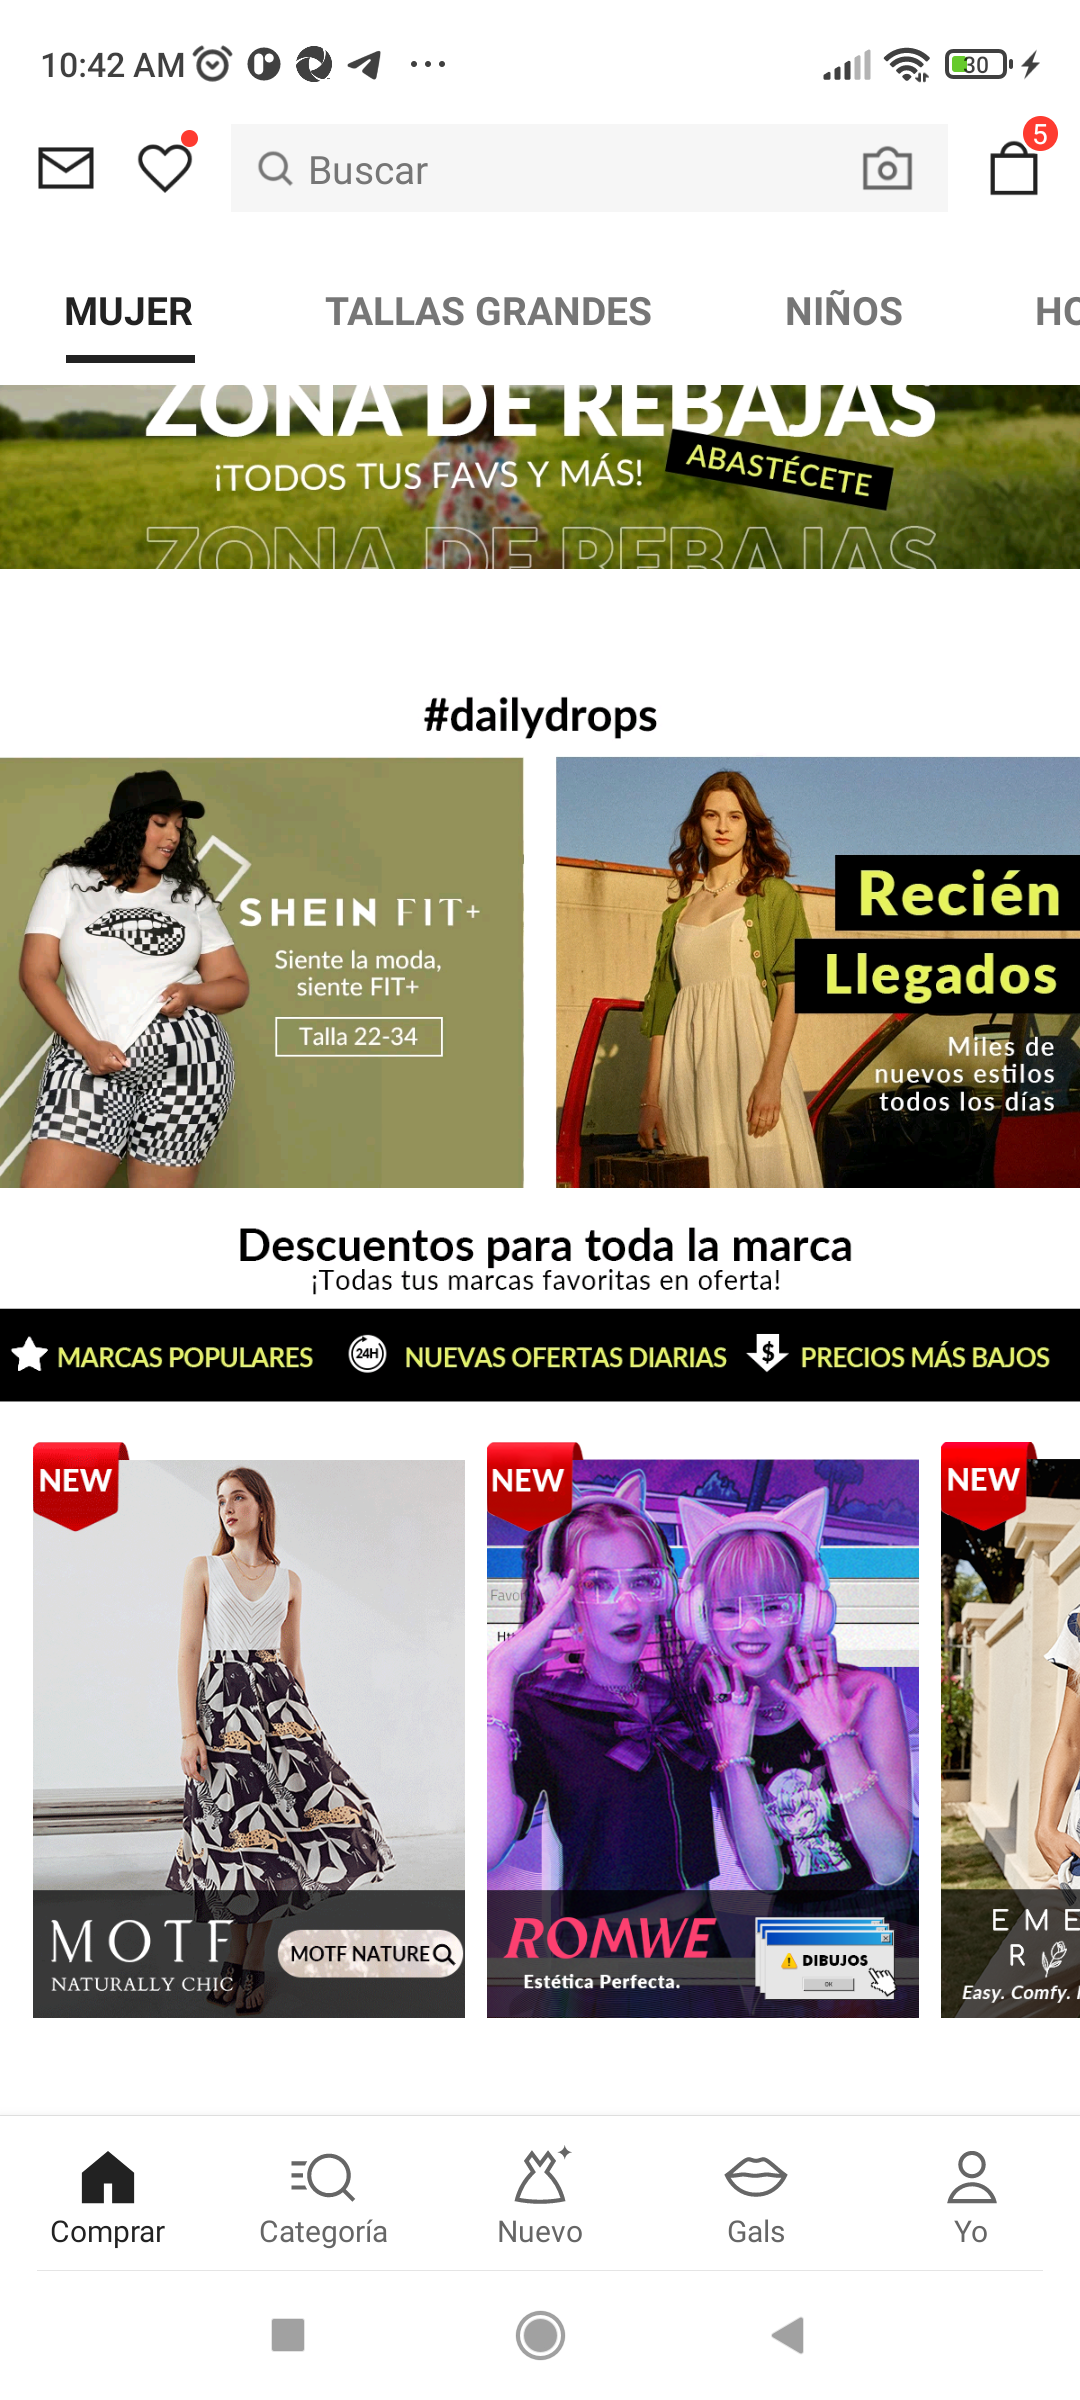 10:42 AM
30
5
Buscar
MUJER
TALLAS GRANDES
NIÑOS
HO
ZONA DE REBAJAS
¡TODOS TUS FAVS Y MÁS!
ABASTÉCETE
ZONA DE REBAJAS
#dailydrops
SHEIN FIT+
Siente la moda,
siente FIT+
Talla 22-34
Recién
Llegados
Miles de
nuevos estilos
todos los días
Descuentos para toda la marca
¡Todas tus marcas favoritas en oferta!
MARCAS POPULARES
24H
NUEVAS OFERTAS DIARIAS
$
PRECIOS MÁS BAJOS
NEW
MOTF
NATURALLY CHIC
MOTF NATURE
NEW
ROMWE
Estética Perfecta.
DIBUJOS
OK
NEW
EME
R
Easy. Comfy.
Comprar
Categoría
Nuevo
Gals
Yo